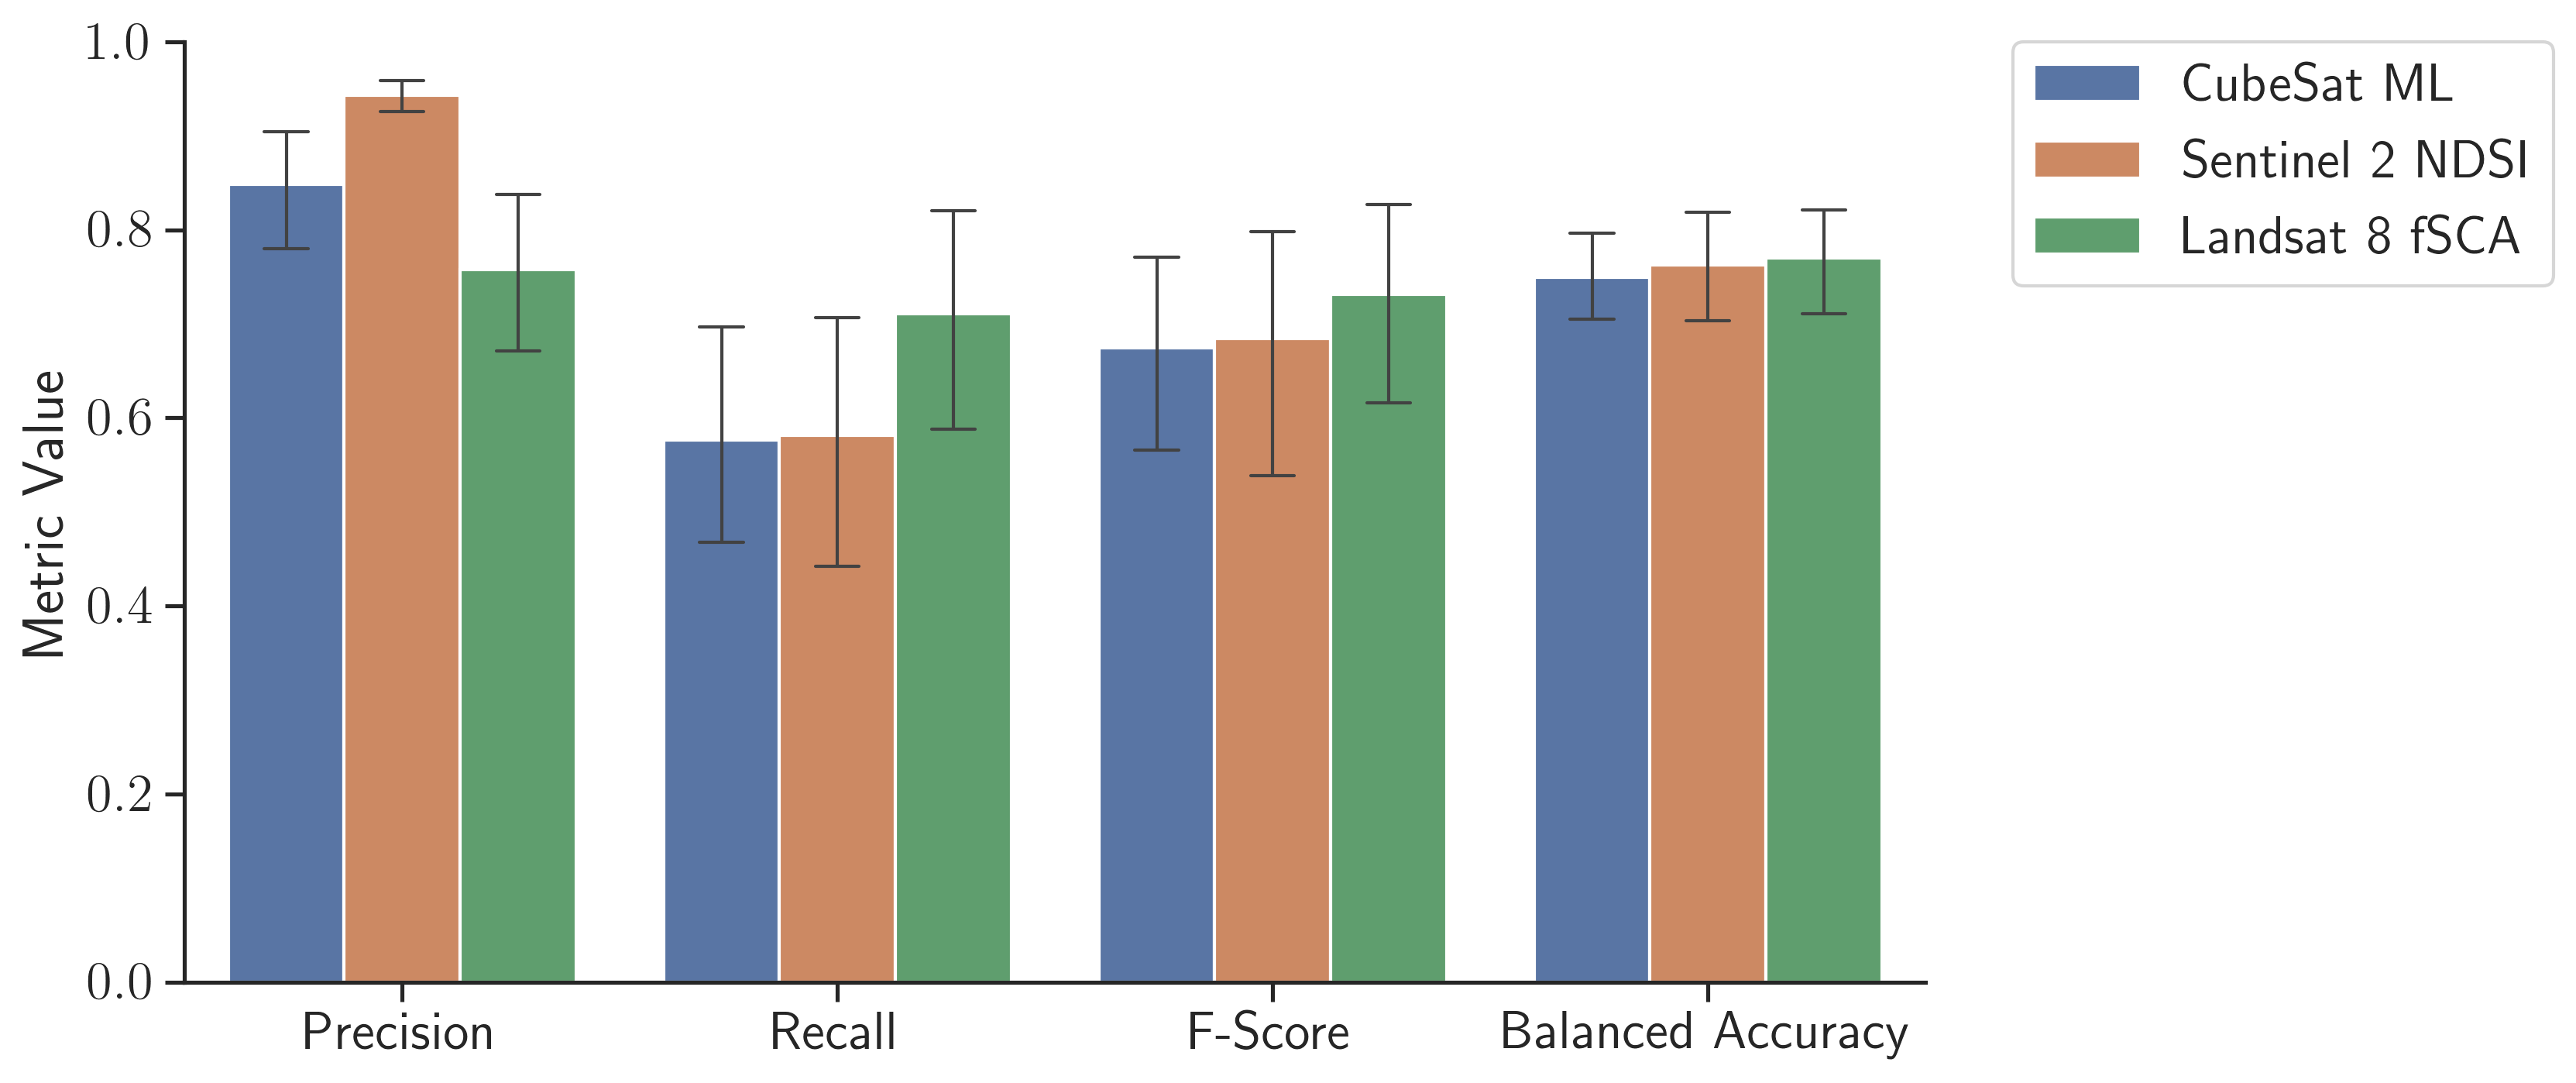 Metric Value
1.0
0.8
0.6
0.4
0.2
0.0
Precision
Recall
F-Score
Balanced Accuracy
CubeSat ML
Sentinel 2 NDSI
Landsat 8 fSCA